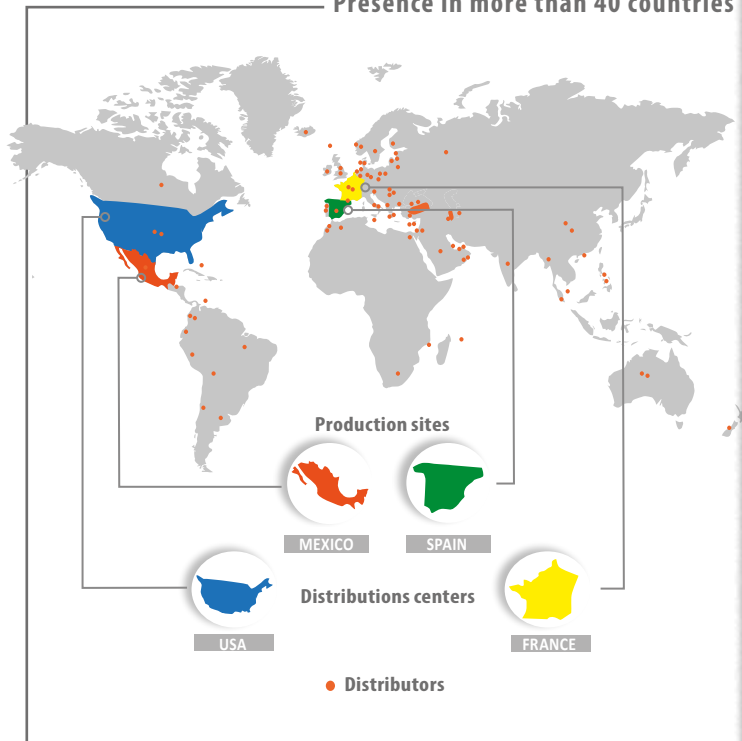 Presence in more than 40 countries
Production sites
MEXICO
SPAIN
Distributions centers
USA
FRANCE
Distributors